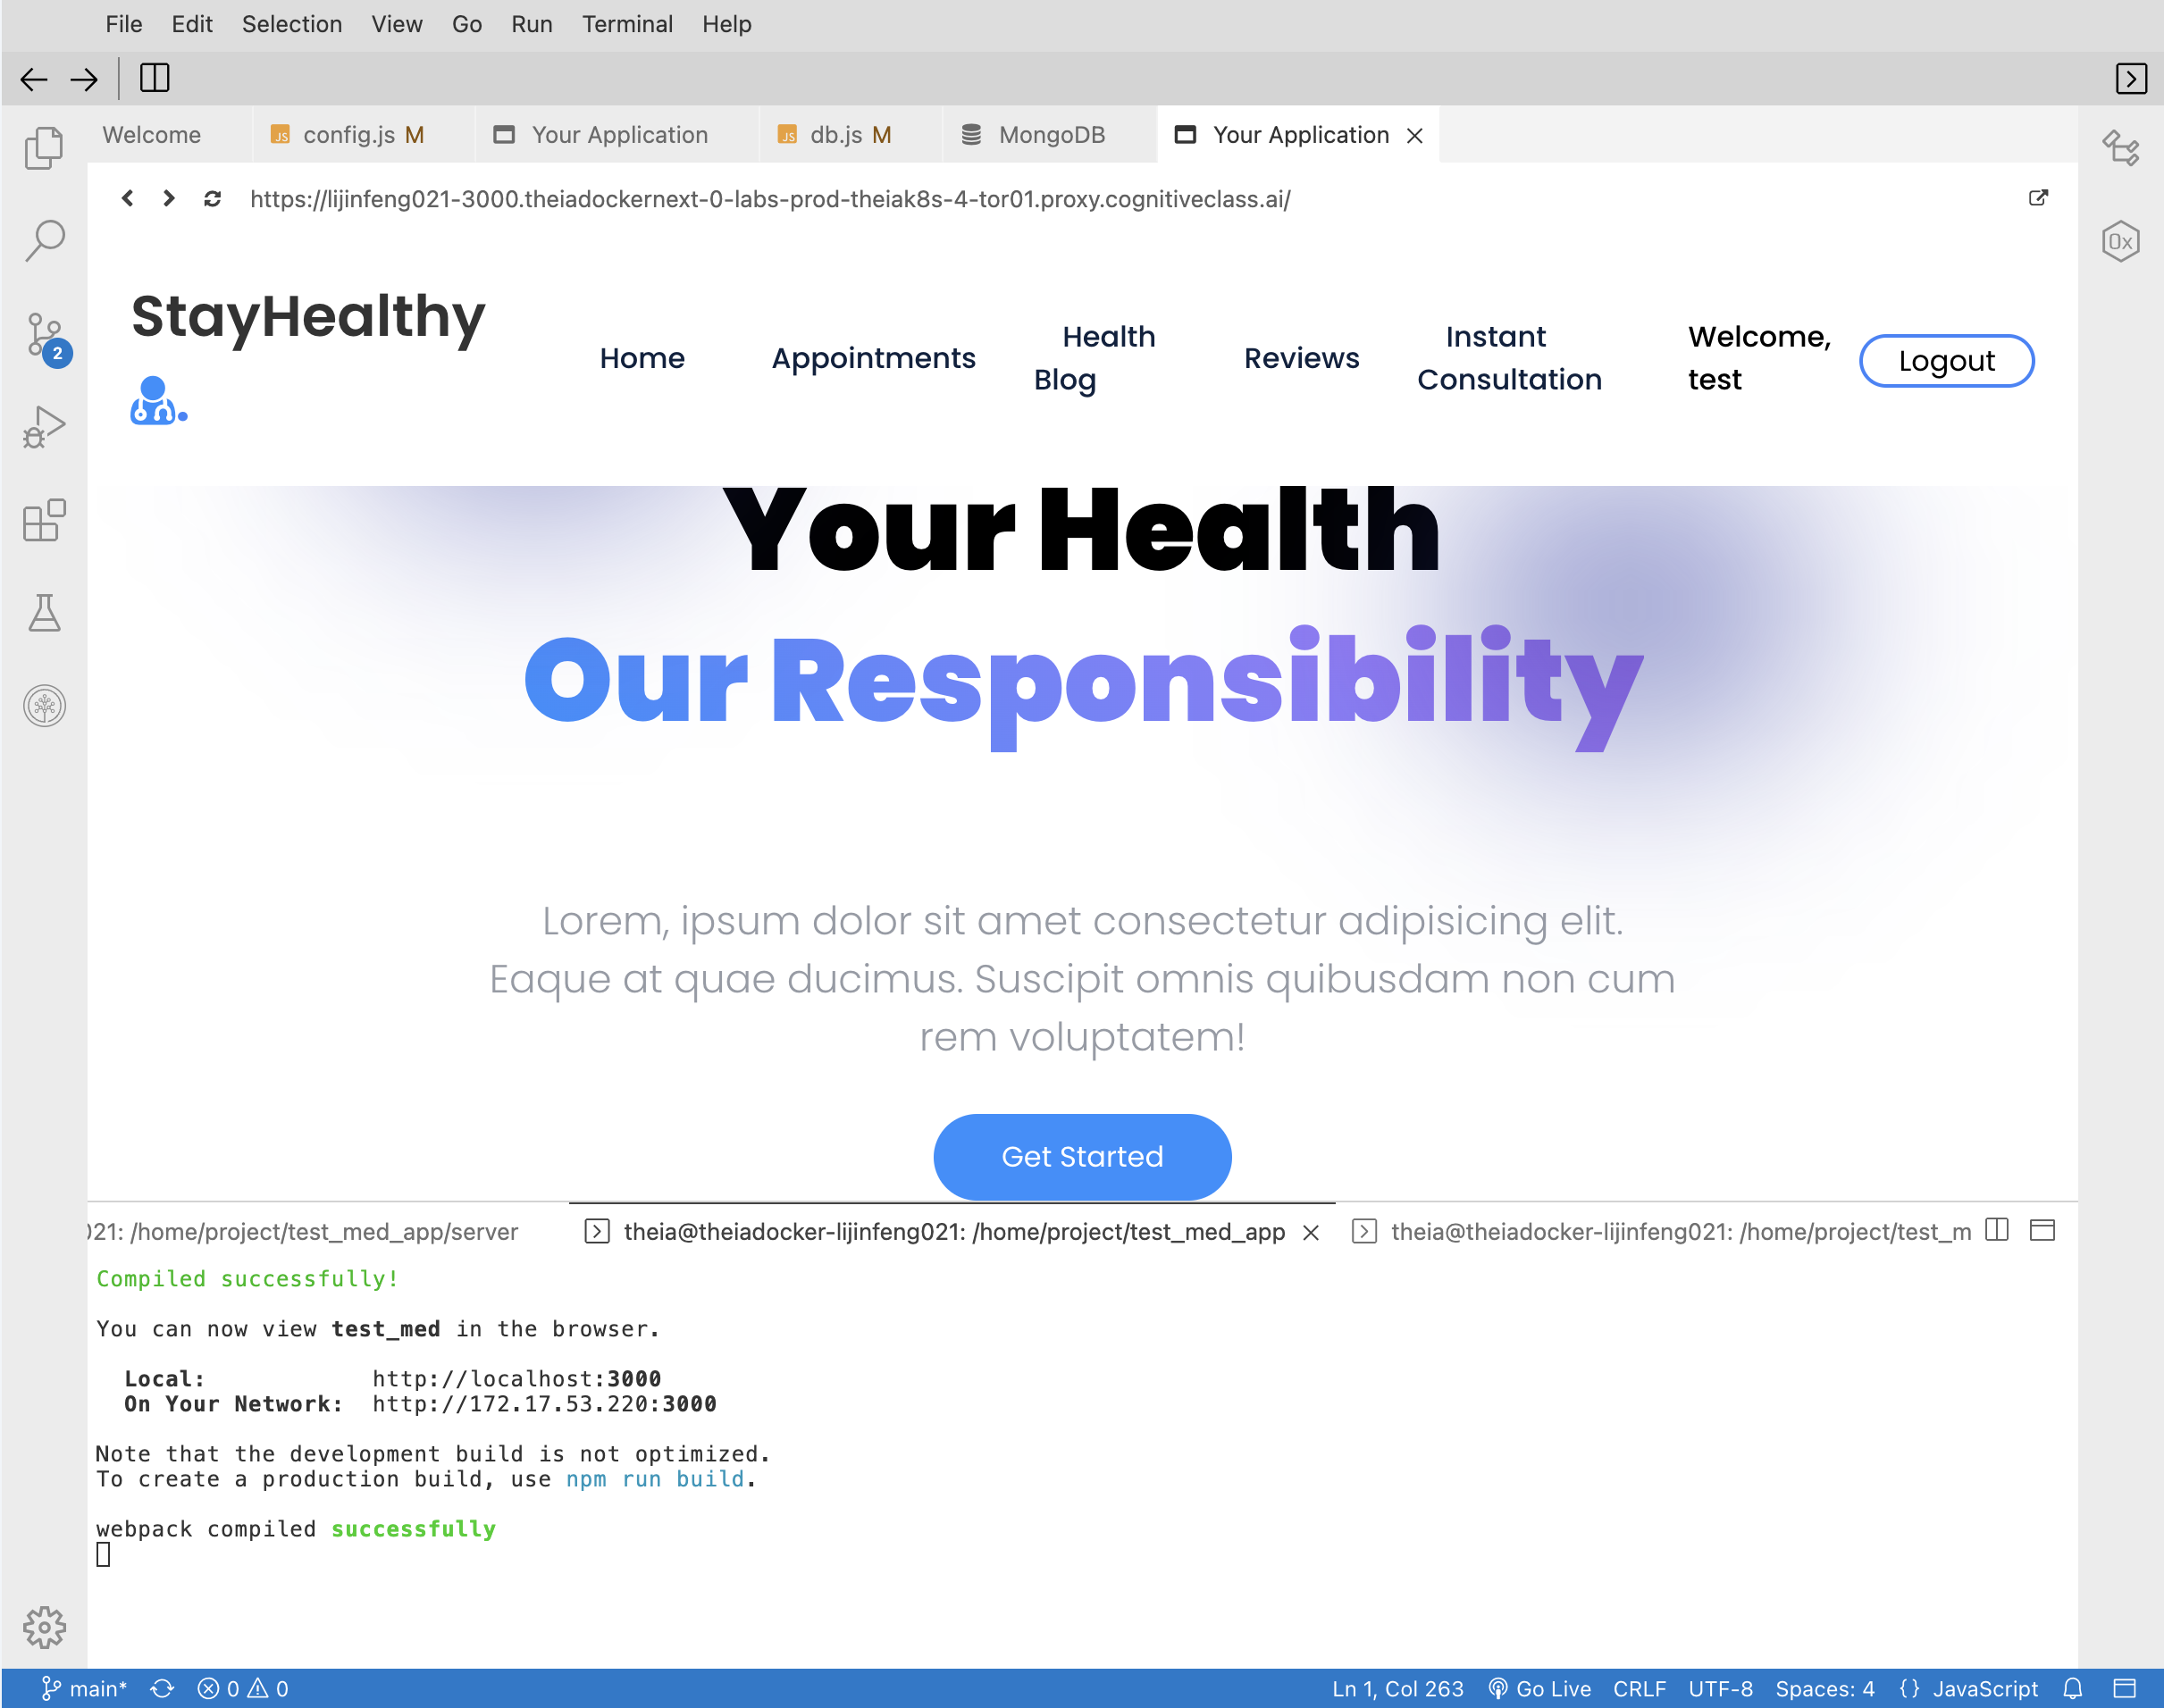 File Edit Selection View Go Run Terminal Help
Welcome config.js M Your Application db.js M MongoDB Your Application
https://lijinfeng021-3000.theiadockernext-0-labs-prod-theiak8s-4-tor01.proxy.cognitiveclass.ai/
StayHealthy
Home Appointments Health Blog Reviews Instant Consultation Welcome, test Logout
2
0x
Your Health
Our Responsibility
Lorem, ipsum dolor sit amet consectetur adipisicing elit.
Eaque at quae ducimus. Suscipit omnis quibusdam non cum
rem voluptatem!
Get Started
021: /home/project/test_med_app/server theia@theiadocker-lijinfeng021: /home/project/test_med_app theia@theiadocker-lijinfeng021: /home/project/test_m
Compiled successfully!
You can now view test_med in the browser.
Local: http://localhost:3000
On Your Network: http://172.17.53.220:3000
Note that the development build is not optimized.
To create a production build, use npm run build.
webpack compiled successfully
main* 0 0 Ln 1, Col 263 Go Live CRLF UTF-8 Spaces: 4 {} JavaScript